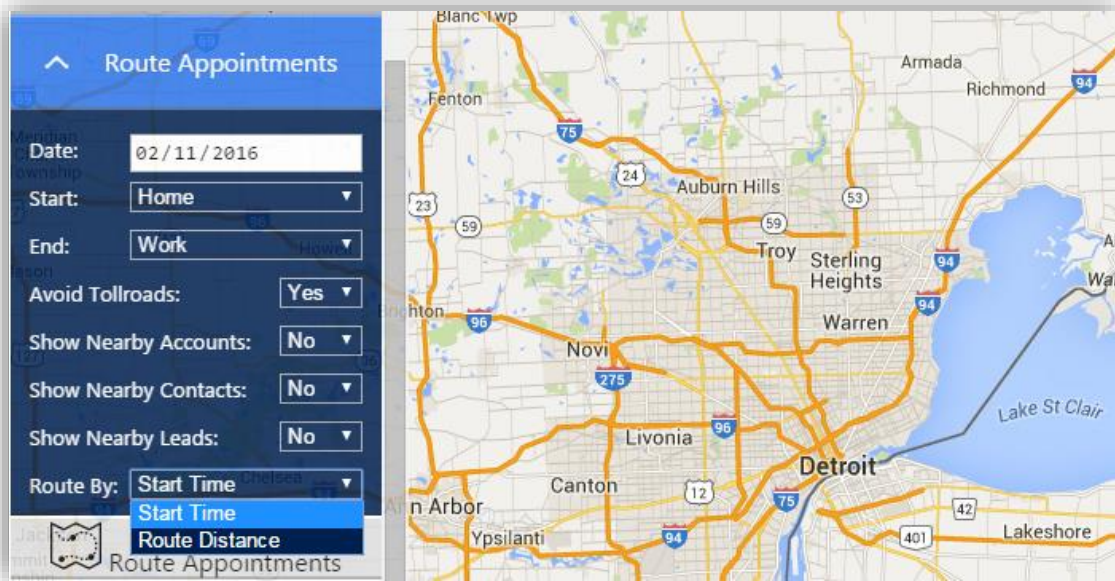 Route Appointments
Date: 02/11/2016
Start: Home
End: Work
Avoid Tollroads: Yes
Show Nearby Accounts: No
Show Nearby Contacts: No
Show Nearby Leads: No
Route By: Start Time
Start Time
Route Distance
Route Appointments
Blanc Twp
Fenton
Armada
Richmond
94
75
24
Auburn Hills
23
59
53
59
Troy
Sterling
Heights
94
94
Warren
96
Novi
275
Lake St Clair
96
Livonia
Detroit
Canton
12
75
n Arbor
Ypsilanti
94
42
401
Lakeshore
Howell
Chelsea